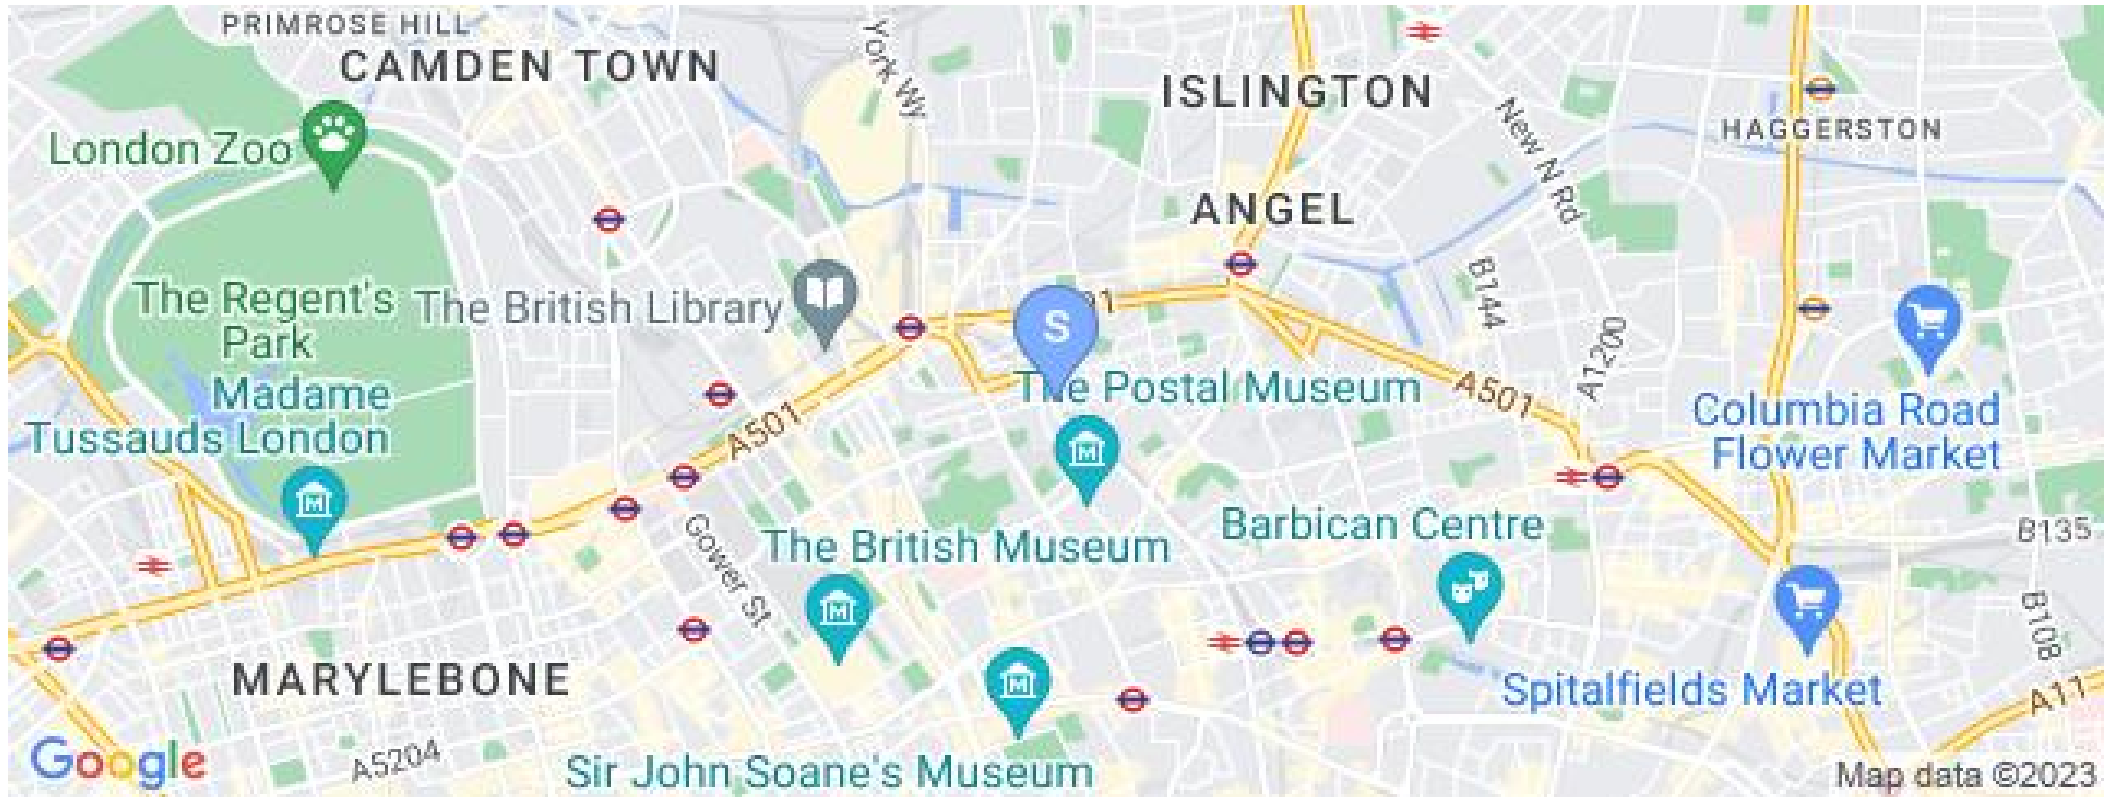 PRIMROSE HILL
CAMDEN TOWN
York Wy
ISLINGTON
New N Rd
HAGGERSTON
London Zoo
ANGEL
The Regent's
Park
The British Library
S
B144
A1200
Madame
Tussauds London
The Postal Museum
A501
A501
Columbia Road
Flower Market
Gower St
The British Museum
Barbican Centre
B135
B108
MARYLEBONE
Spitalfields Market
A11
Google
A5204
Sir John Soane's Museum
Map data ©2023